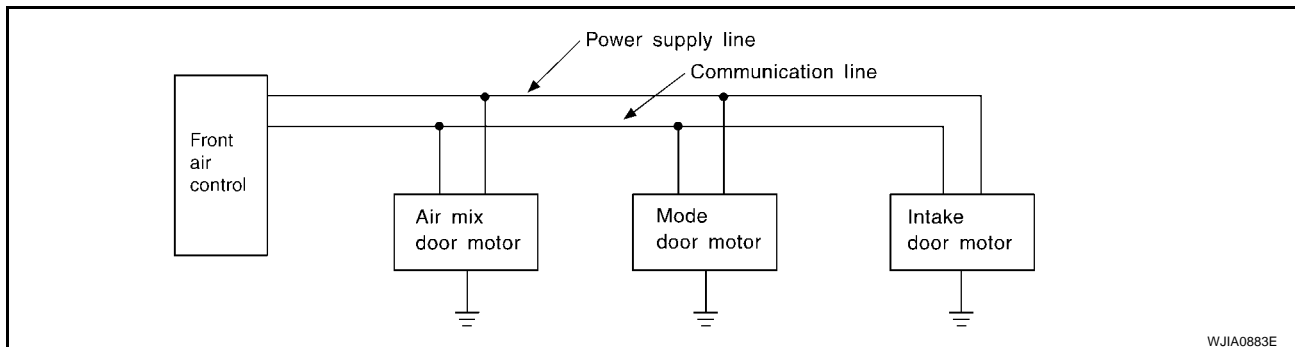 Power supply line
Communication line
Front
air
control
Air mix
door motor
Mode
door motor
Intake
door motor
WJIA0883E